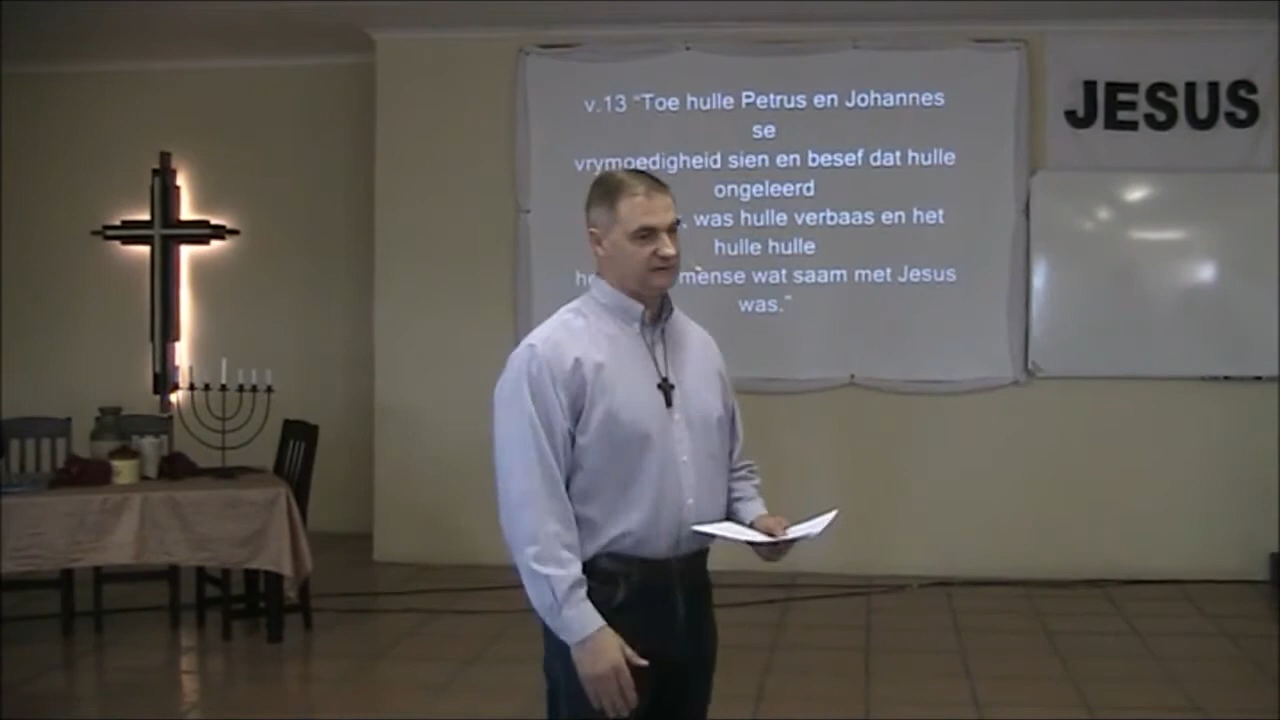 v.13 "Toe hulle Petrus en Johannes
se
vrymoedigheid sien en besef dat hulle
ongeleerd
, was hulle verbaas en het
hulle hulle
mense wat saam met Jesus
was."
JESUS